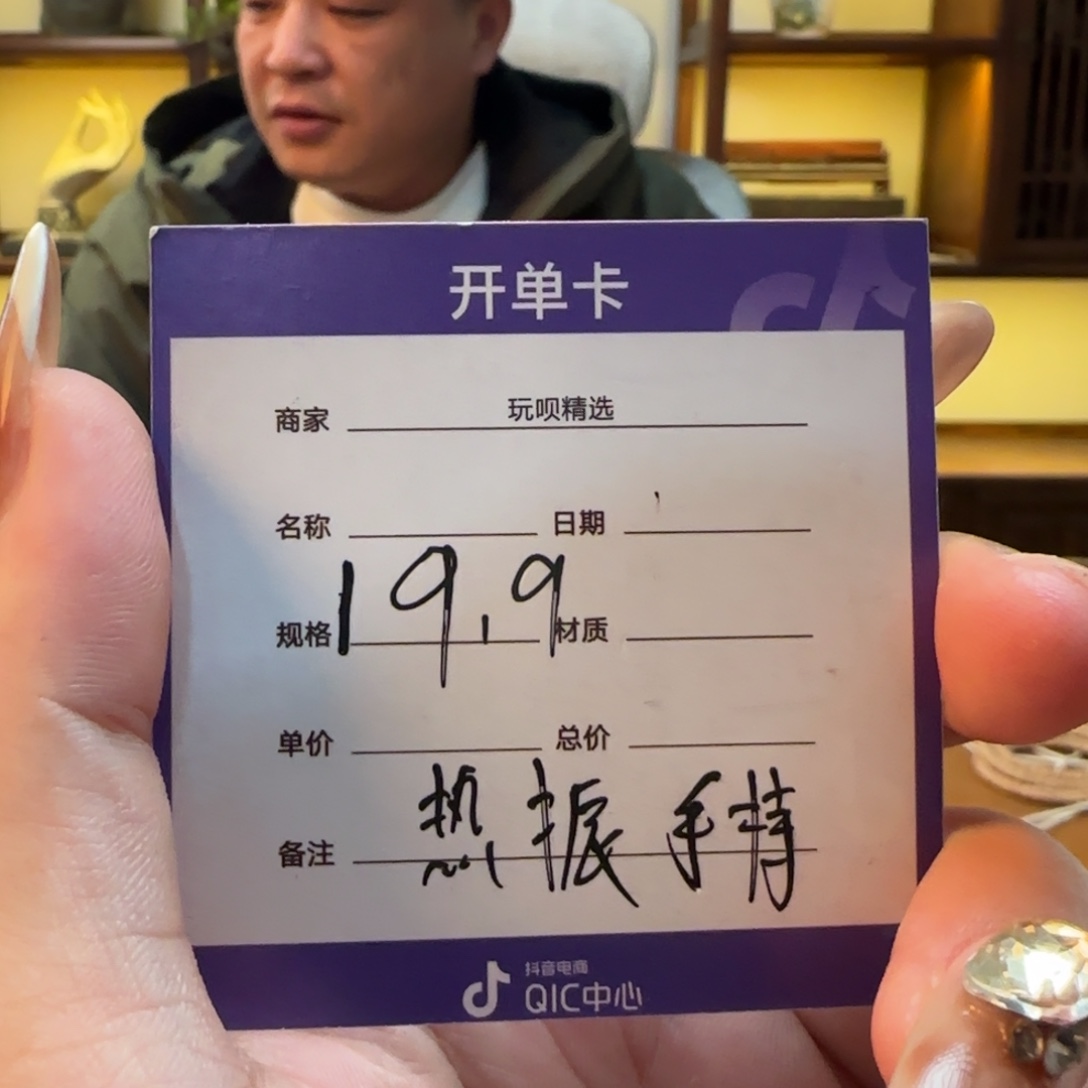 开单卡
商家 玩呗精选
名称 日期
19.9
规格 材质
单价 总价
备注 热振手持
抖音电商
QIC中心